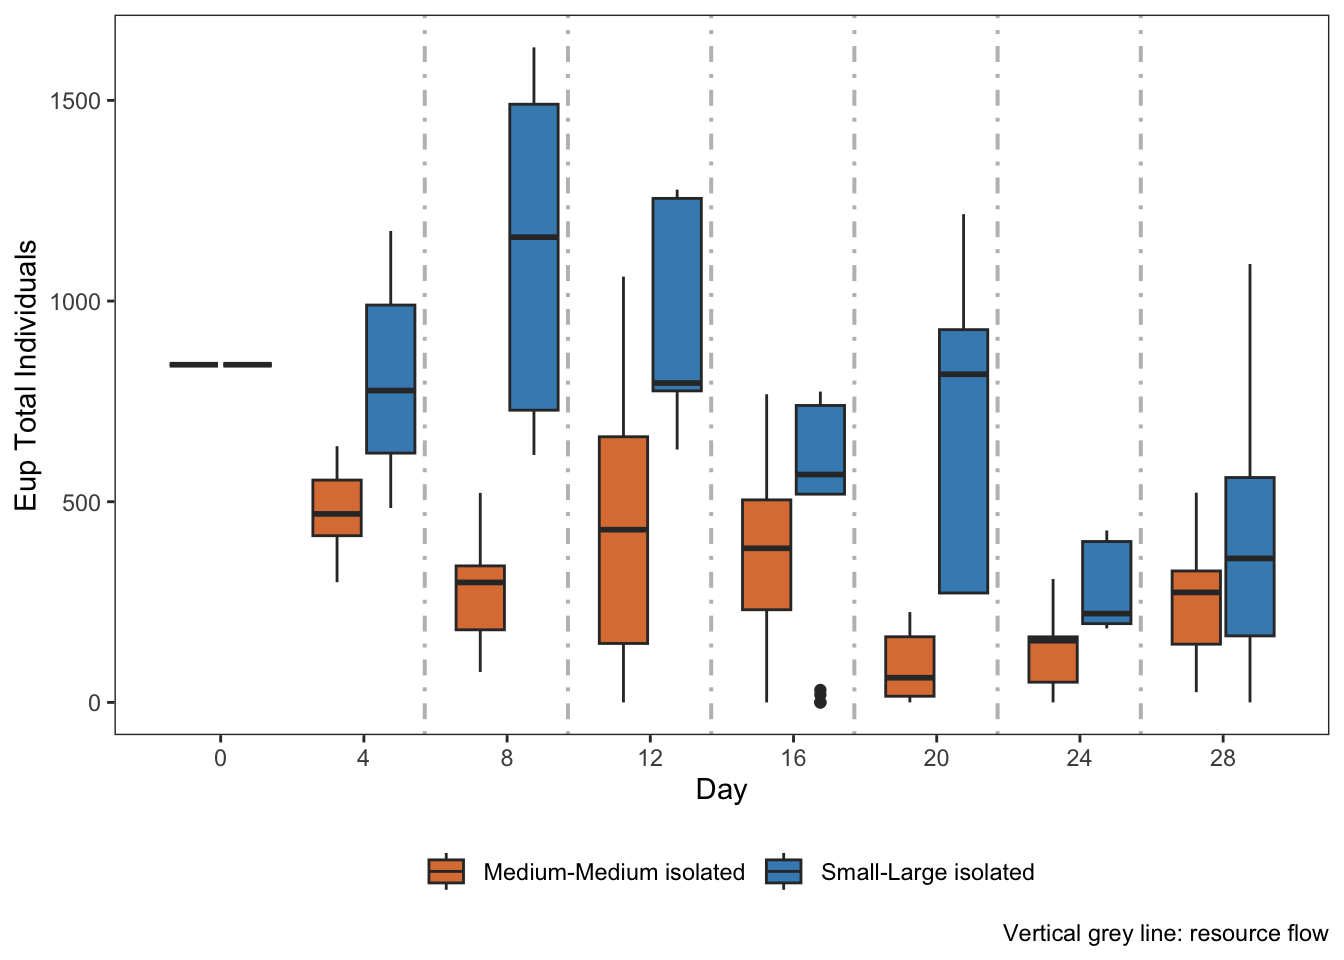 1500
1000
500
0
Eup Total Individuals
0 4 8 12 16 20 24 28
Day
Medium-Medium isolated Small-Large isolated
Vertical grey line: resource flow